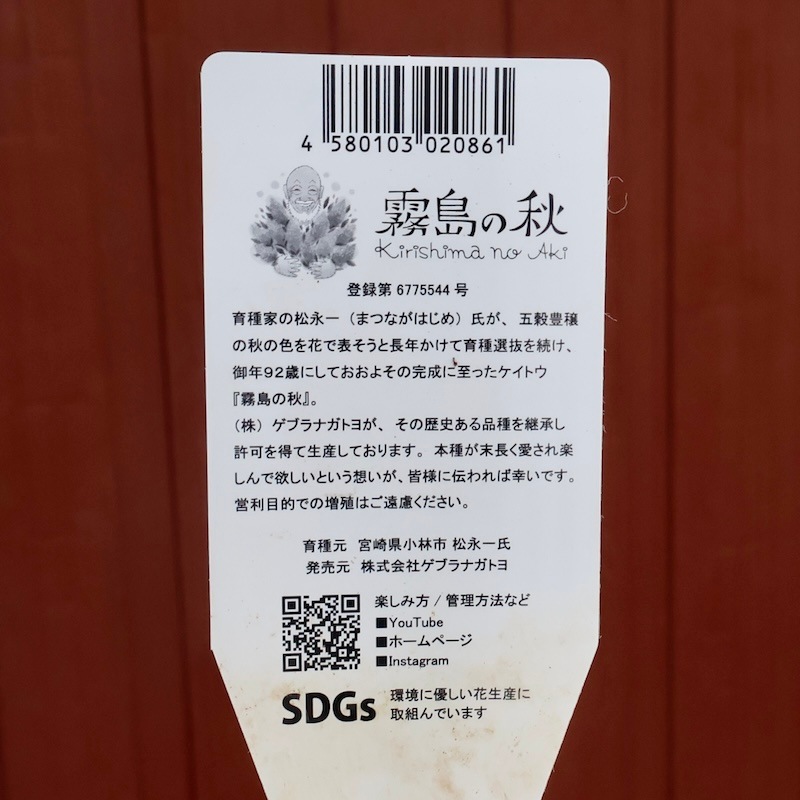 4 580103 020861
霧島の秋
Kirishima no Aki
登録第 6775544 号
育種家の松永一（まつながはじめ）氏が、五穀豊穣
の秋の色を花で表そうと長年かけて育種選抜を続け、
御年92歳にしておおよその完成に至ったケイトウ
『霧島の秋』。
（株）ゲブラナガトヨが、その歴史ある品種を継承し
許可を得て生産しております。本種が末長く愛され楽
しんで欲しいという想いが、皆様に伝われば幸いです。
営利目的での増殖はご遠慮ください。
育種元 宮崎県小林市 松永一氏
発売元 株式会社ゲブラナガトヨ
楽しみ方 / 管理方法など
■YouTube
■ホームページ
■Instagram
SDGs 環境に優しい花生産に
取組んでいます